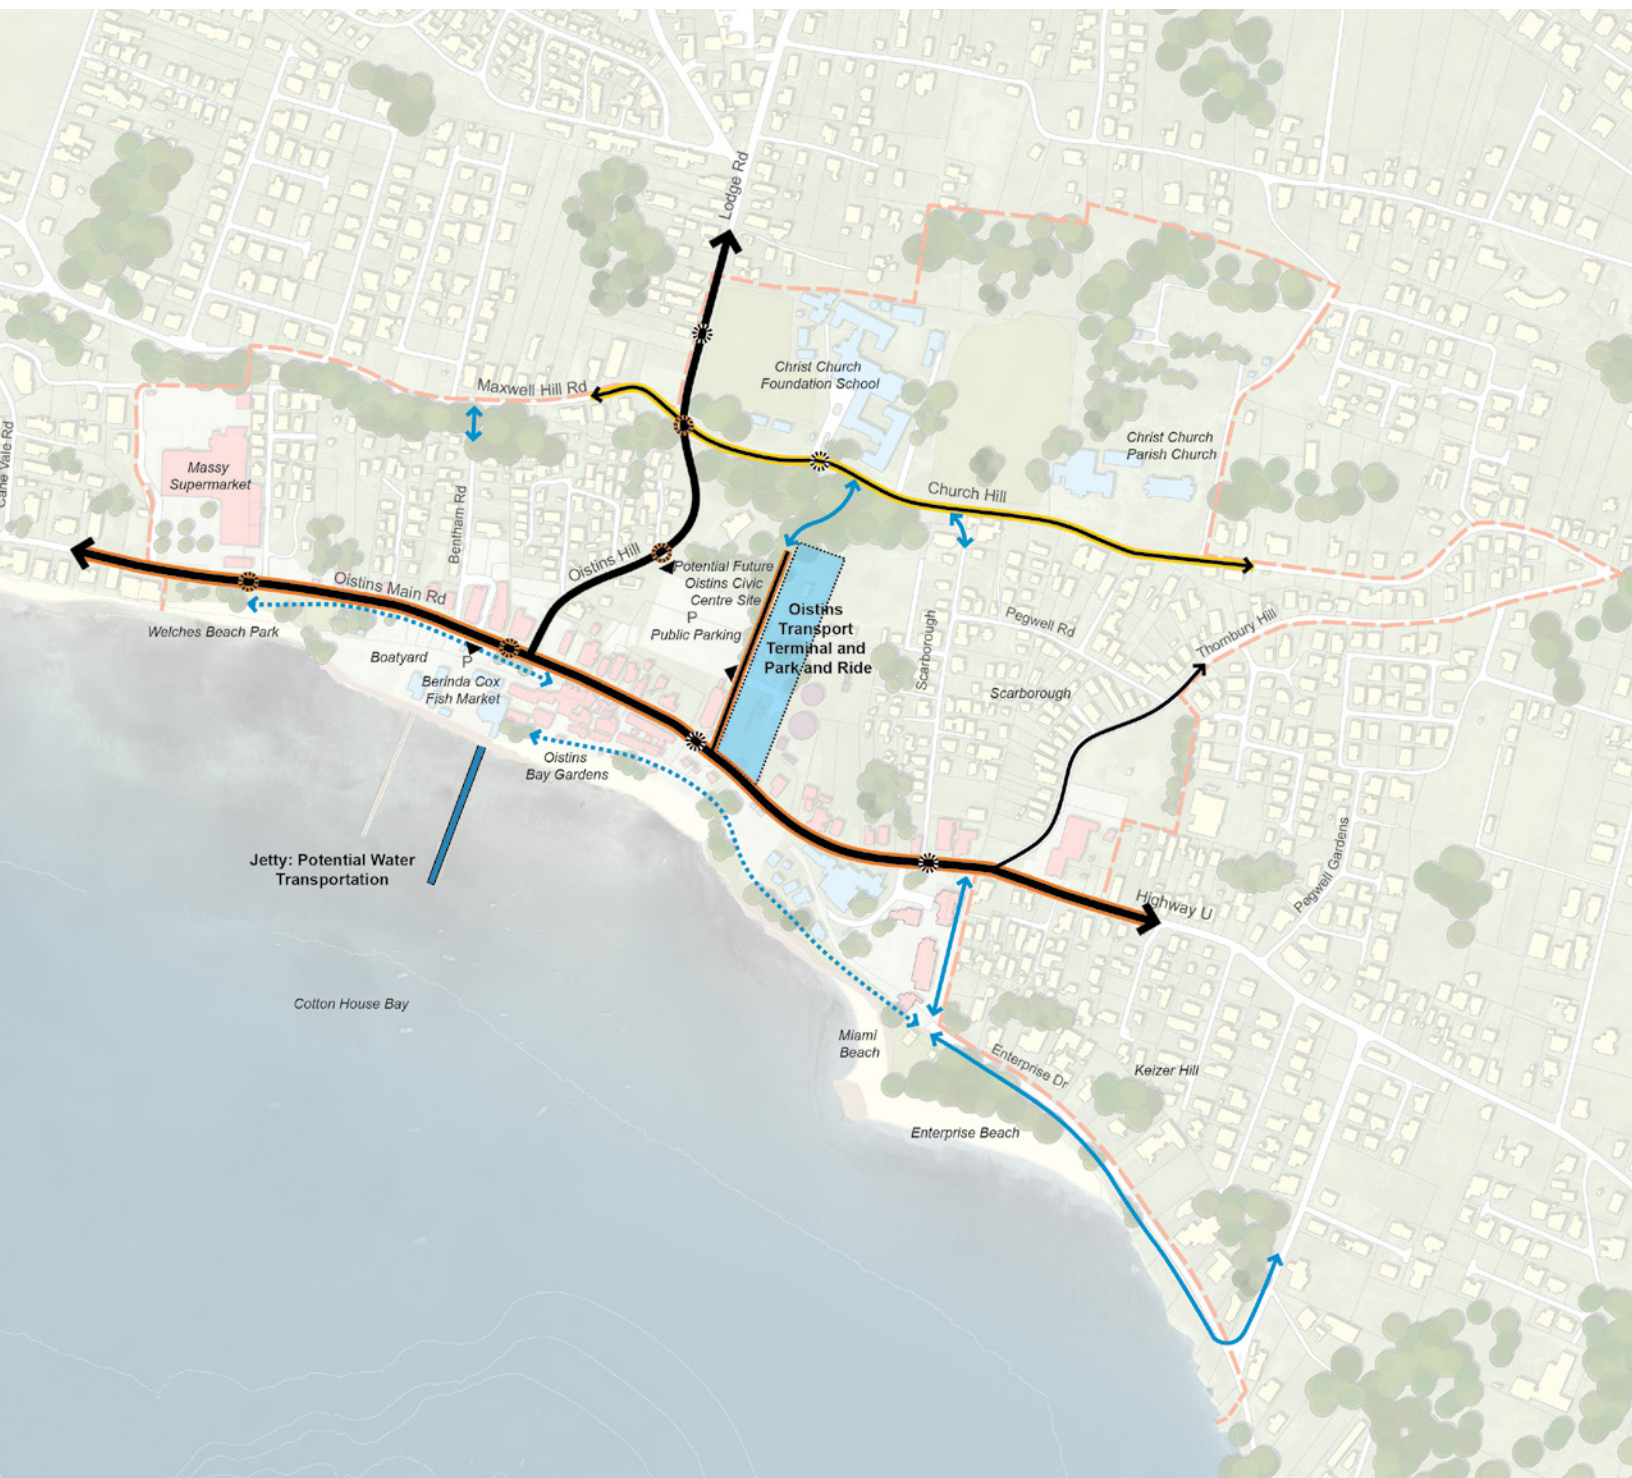 Lodge Rd
Christ Church
Foundation School
Maxwell Hill Rd
Cane Vale Rd
Massy
Supermarket
Christ Church
Parish Church
Church Hill
Bentham Rd
Oistins Hill
Potential Future
Oistins Civic
Centre Site
P
Public Parking
Oistins
Transport
Terminal and
Park and Ride
Oistins Main Rd
Welches Beach Park
Boatyard
P
Berinda Cox
Fish Market
Scarborough
Pegwell Rd
Thornbury Hill
Scarborough
Oistins
Bay Gardens
Jetty: Potential Water
Transportation
Pegwell Gardens
Highway U
Cotton House Bay
Miami
Beach
Enterprise Dr
Keizer Hill
Enterprise Beach